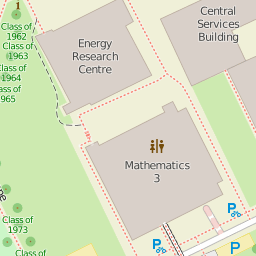 1
Class of
1962
Class of
1963
Class of
1964
Class of
1965
Energy
Research
Centre
Central
Services
Building
Mathematics
3
Class of
1973
P
P
P